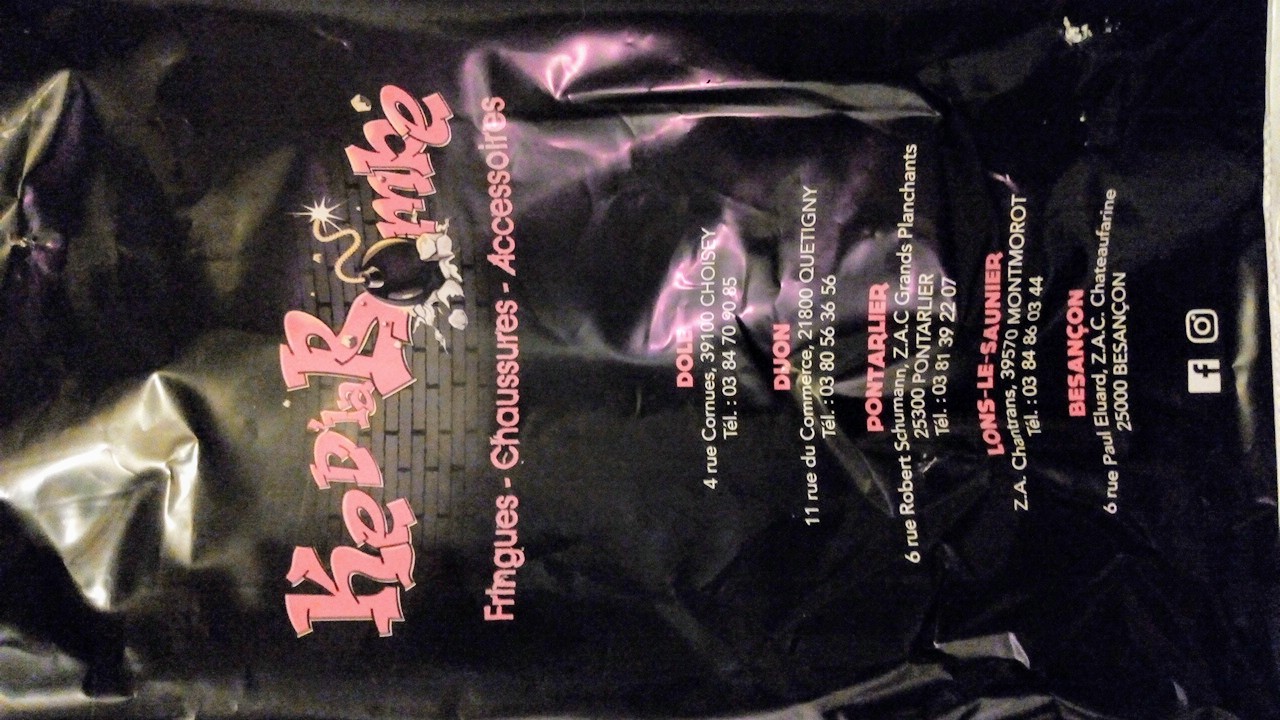 Ke D'la Bombe
Fringues - Chaussures - Accessoires
DOLE
4 rue Cornues, 39100 CHOISEY
Tél. : 03 84 70 90 85
DIJON
11 rue du Commerce, 21800 QUETIGNY
Tél. : 03 80 56 36 56
PONTARLIER
6 rue Robert Schumann, Z.A.C Grands Planchants
25300 PONTARLIER
Tél. : 03 81 39 22 07
LONS-LE-SAUNIER
Z.A. Chantrans, 39570 MONTMOROT
Tél. : 03 84 86 03 44
BESANÇON
6 rue Paul Eluard, Z.A.C. Chateaufarine
25000 BESANÇON